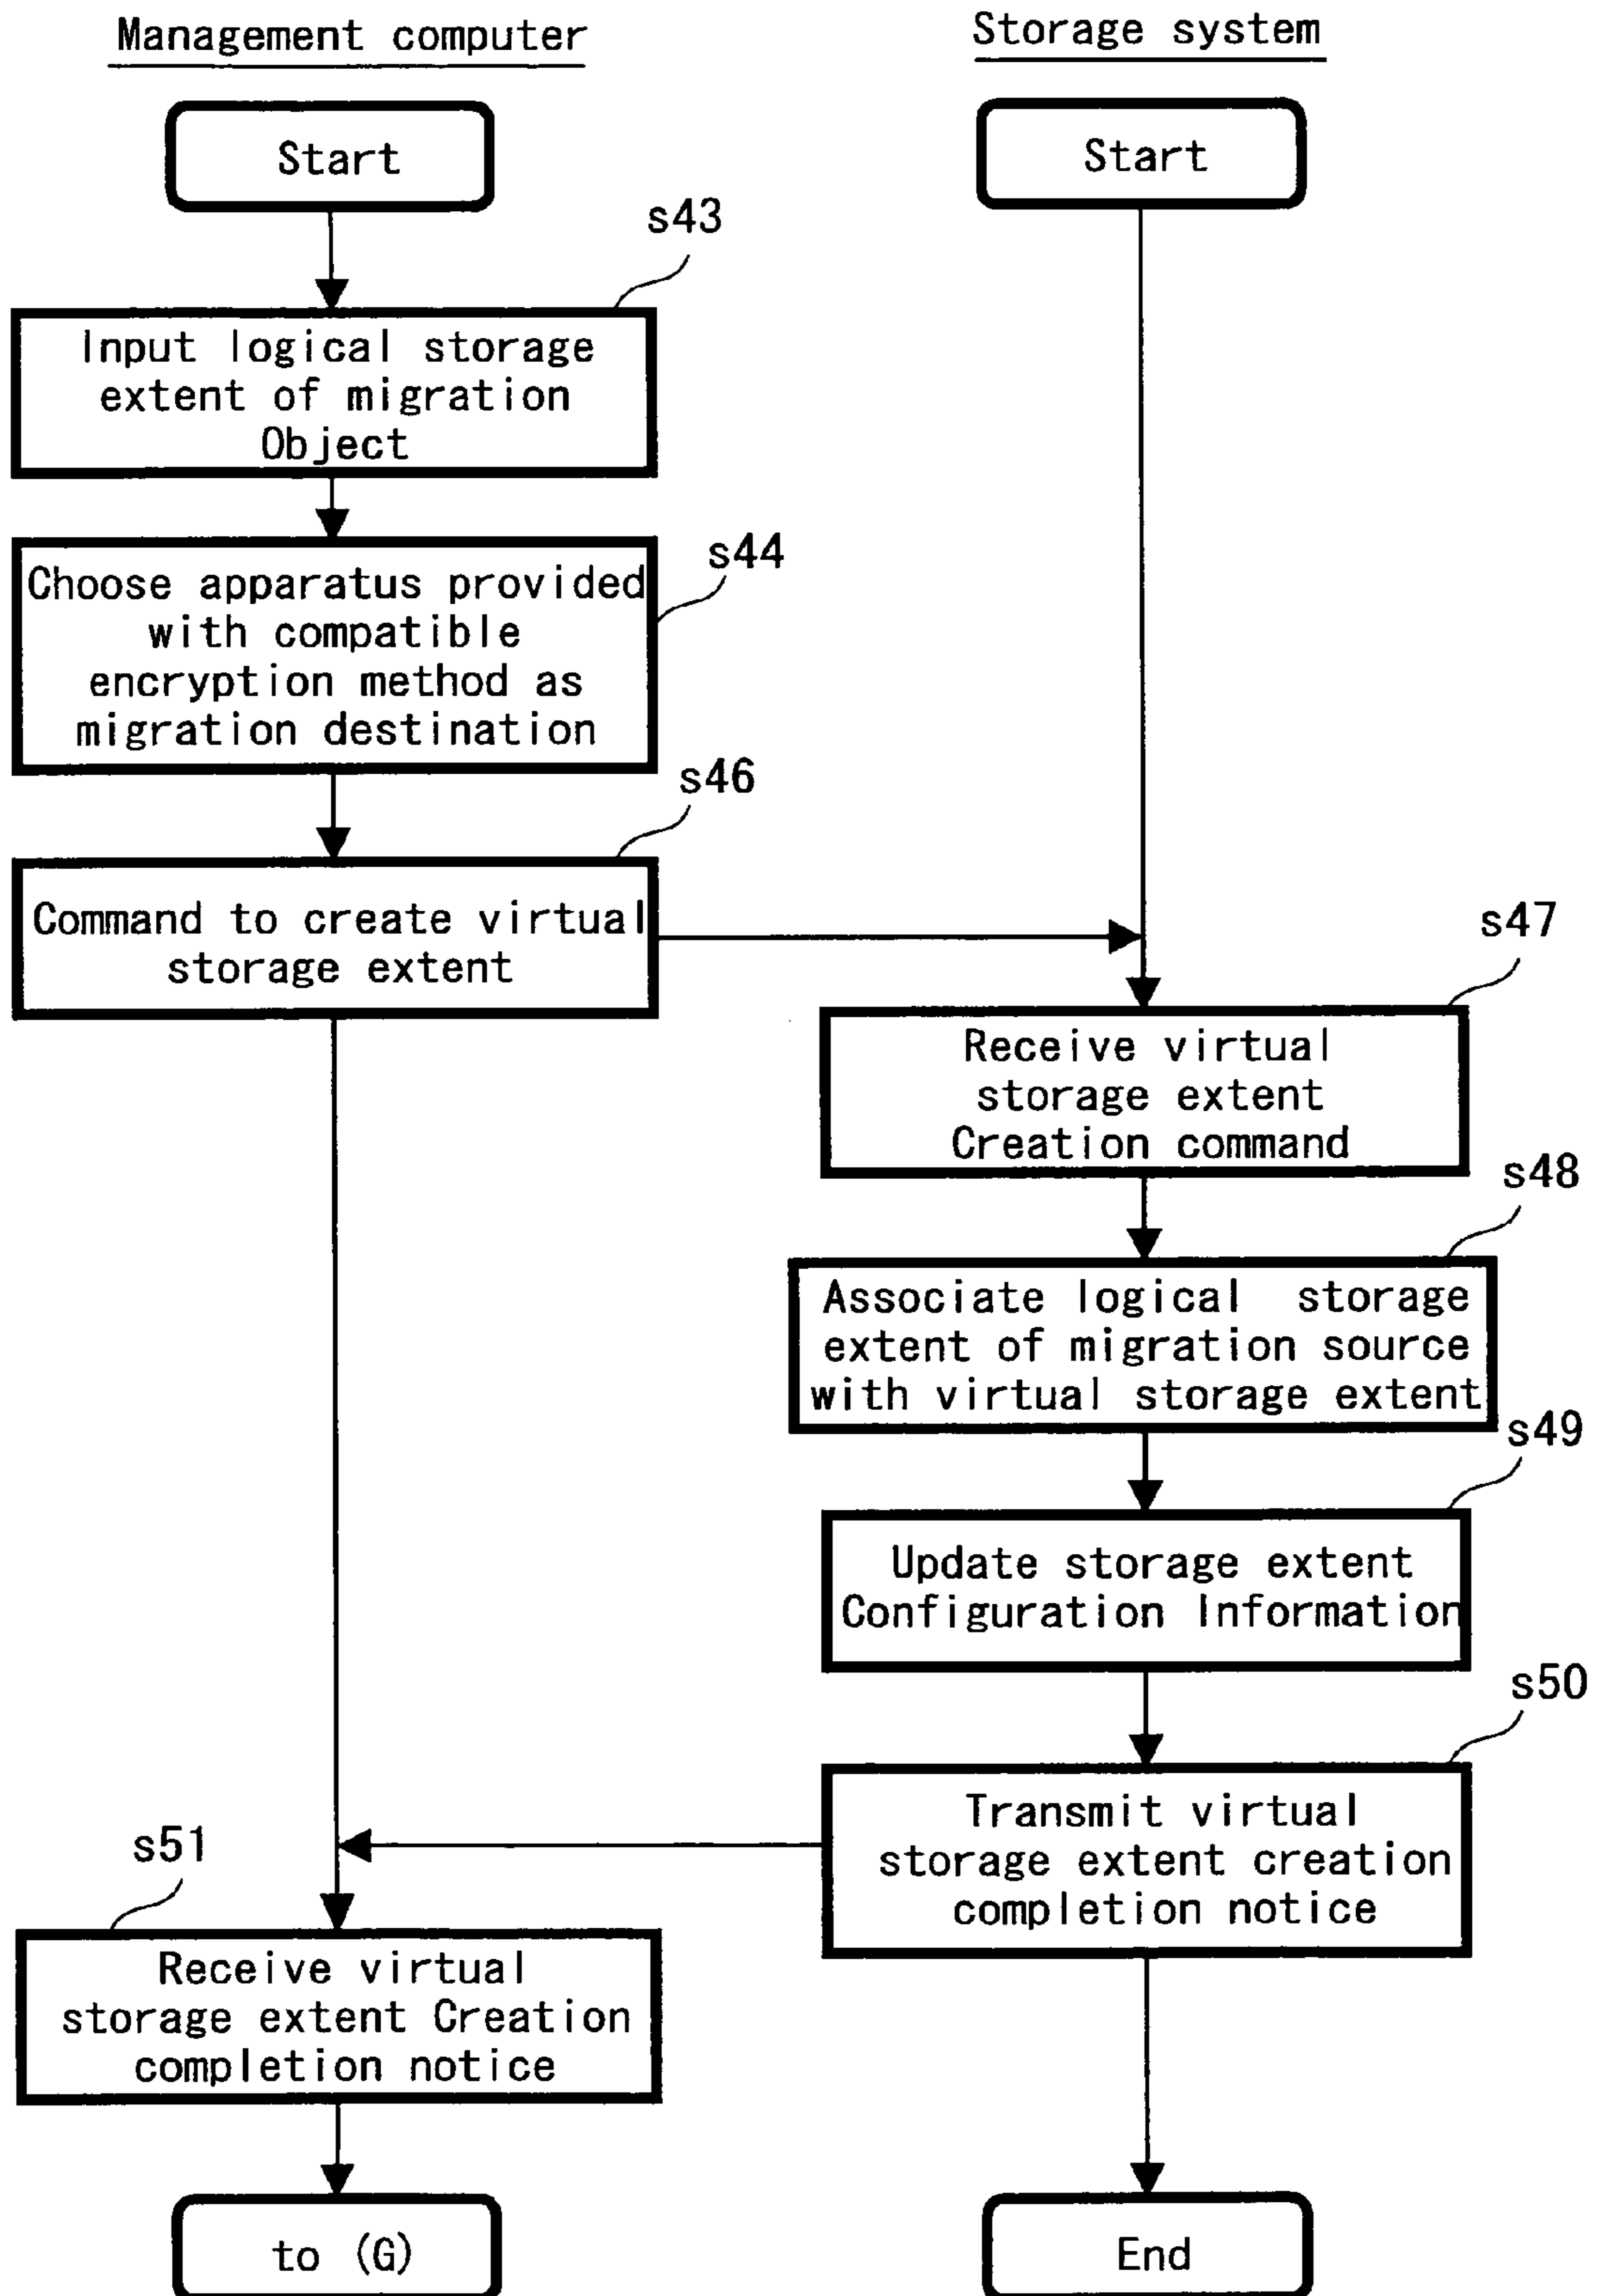 Management computer
Storage system
Start
Start
s43
Input logical storage
extent of migration
Object
s44
Choose apparatus provided
with compatible
encryption method as
migration destination
s46
Command to create virtual
storage extent
s47
Receive virtual
storage extent
Creation command
s48
Associate logical storage
extent of migration source
with virtual storage extent
s49
Update storage extent
Configuration Information
s50
Transmit virtual
storage extent creation
completion notice
s51
Receive virtual
storage extent Creation
completion notice
to (G)
End